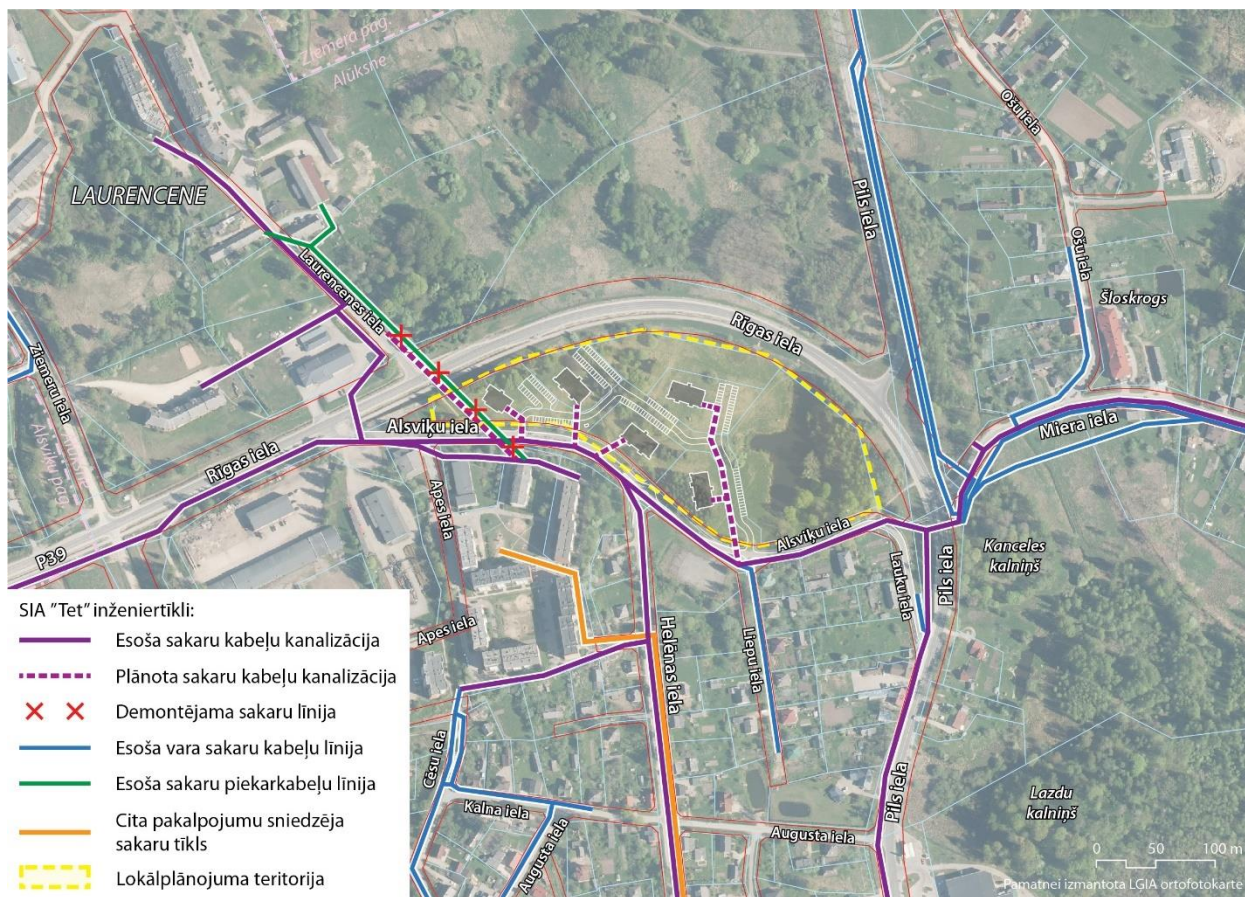 Ziemera pag.
Alūksne
LAURENCENE
Laurencenes iela
Pils iela
Ošu iela
Ošu iela
Šloskrogs
Rīgas iela
Miera iela
Ziemeru iela
Alsviķu pag.
Alūksne
Rīgas iela
Alsviķu iela
Apes iela
P39
Alsviķu iela
Lauku iela
Pils iela
Kanceles
kalniņš
Apes iela
Helēnas iela
Liepu iela
Cēsu iela
Kalna iela
Augusta iela
Augusta iela
Pils iela
Lazdu
kalniņš
SIA "Tet" inženiertīkli:
Esoša sakaru kabeļu kanalizācija
Plānota sakaru kabeļu kanalizācija
Demontējama sakaru līnija
Esoša vara sakaru kabeļu līnija
Esoša sakaru piekarkabeļu līnija
Cita pakalpojumu sniedzēja
sakaru tīkls
Lokālplānojuma teritorija
0 50 100 m
Pamatnei izmantota LGIA ortofotokarte